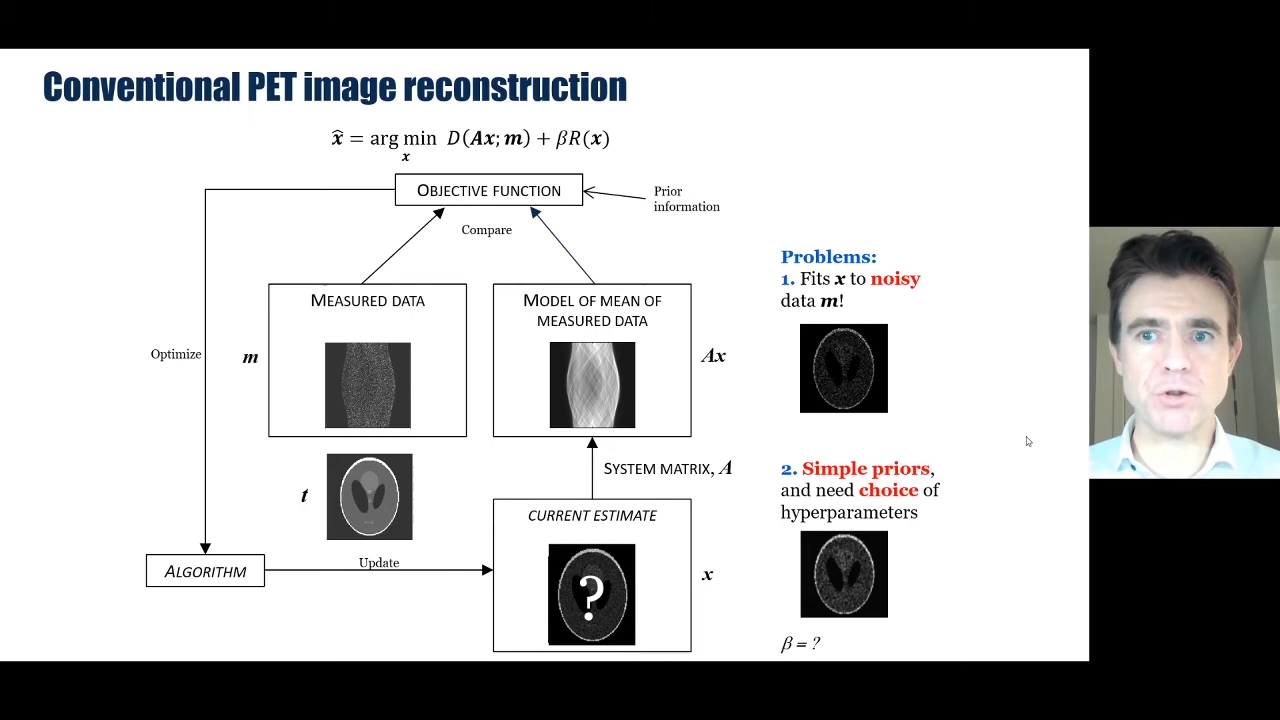 Conventional PET image reconstruction
x̂ = arg min D(Ax; m) + βR(x)
x
OBJECTIVE FUNCTION
Prior
information
Compare
MEASURED DATA
MODEL OF MEAN OF
MEASURED DATA
Optimize
m
Ax
SYSTEM MATRIX, A
t
CURRENT ESTIMATE
?
x
ALGORITHM
Update
Problems:
1. Fits x to noisy
data m!
2. Simple priors,
and need choice of
hyperparameters
β = ?